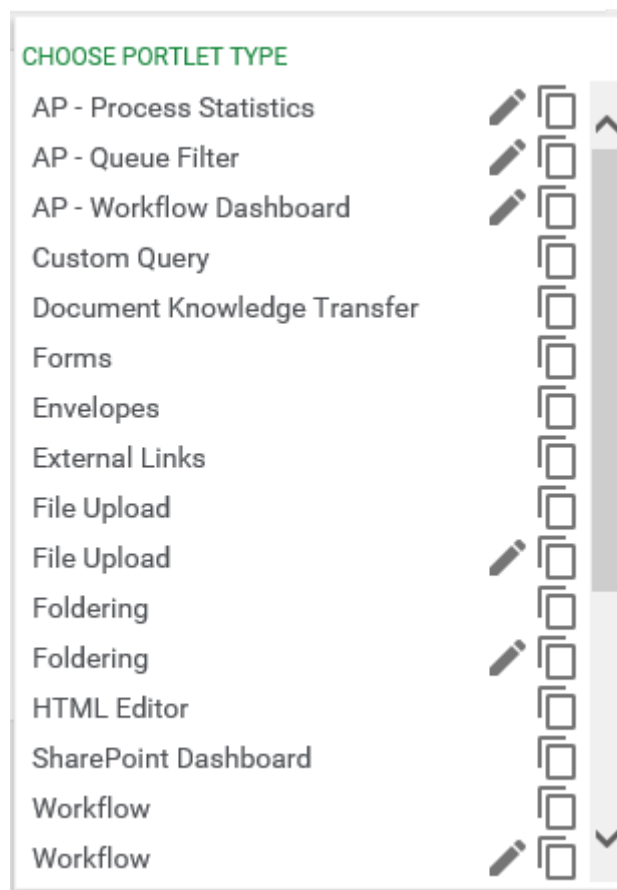 CHOOSE PORTLET TYPE
AP - Process Statistics
AP - Queue Filter
AP - Workflow Dashboard
Custom Query
Document Knowledge Transfer
Forms
Envelopes
External Links
File Upload
File Upload
Foldering
Foldering
HTML Editor
SharePoint Dashboard
Workflow
Workflow